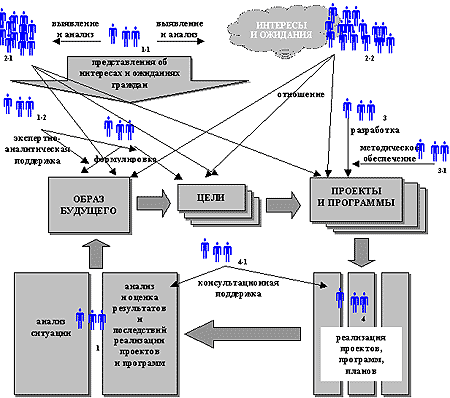 выявление
и анализ
1-1
выявление
и анализ
ИНТЕРЕСЫ
И ОЖИДАНИЯ
2-1
2-2
представления об
интересах и ожиданиях
граждан
1-2
отношение
3
разработка
экспертно-
аналитическая
поддержка
формулировка
методическое
обеспечение
3-1
ОБРАЗ
БУДУЩЕГО
ЦЕЛИ
ПРОЕКТЫ
И ПРОГРАММЫ
4-1
консультационная
поддержка
анализ
ситуации
1
анализ
и оценка
результатов
и
последствий
реализации
проектов
и программ
4
реализация
проектов,
программ,
планов